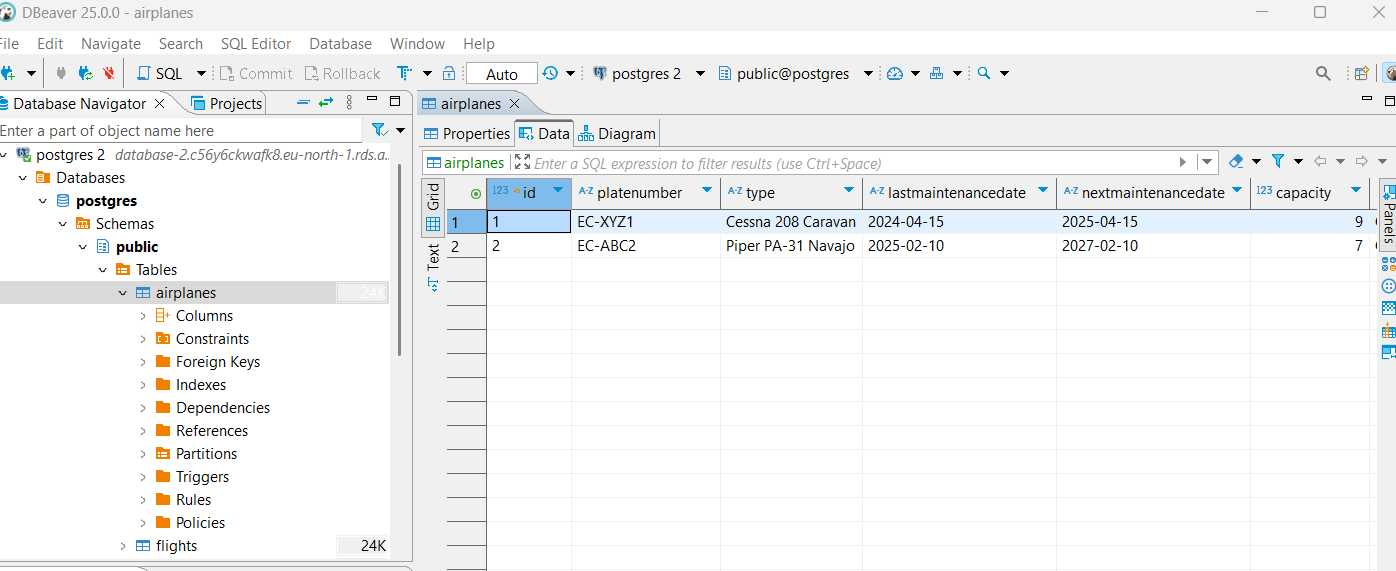 DBeaver 25.0.0 - airplanes
File Edit Navigate Search SQL Editor Database Window Help
SQL Commit Rollback Auto postgres 2 public@postgres
Database Navigator Projects
Enter a part of object name here
postgres 2 database-2.c56y6ckwafk8.eu-north-1.rds.a...
Databases
postgres
Schemas
public
Tables
airplanes 24K
Columns
Constraints
Foreign Keys
Indexes
Dependencies
References
Partitions
Triggers
Rules
Policies
flights 24K
airplanes
Properties Data Diagram
airplanes Enter a SQL expression to filter results (use Ctrl+Space)
Grid
Text
123 id A-Z platenumber A-Z type A-Z lastmaintenancedate A-Z nextmaintenancedate 123 capacity
1 1 EC-XYZ1 Cessna 208 Caravan 2024-04-15 2025-04-15 9
2 2 EC-ABC2 Piper PA-31 Navajo 2025-02-10 2027-02-10 7
Panels